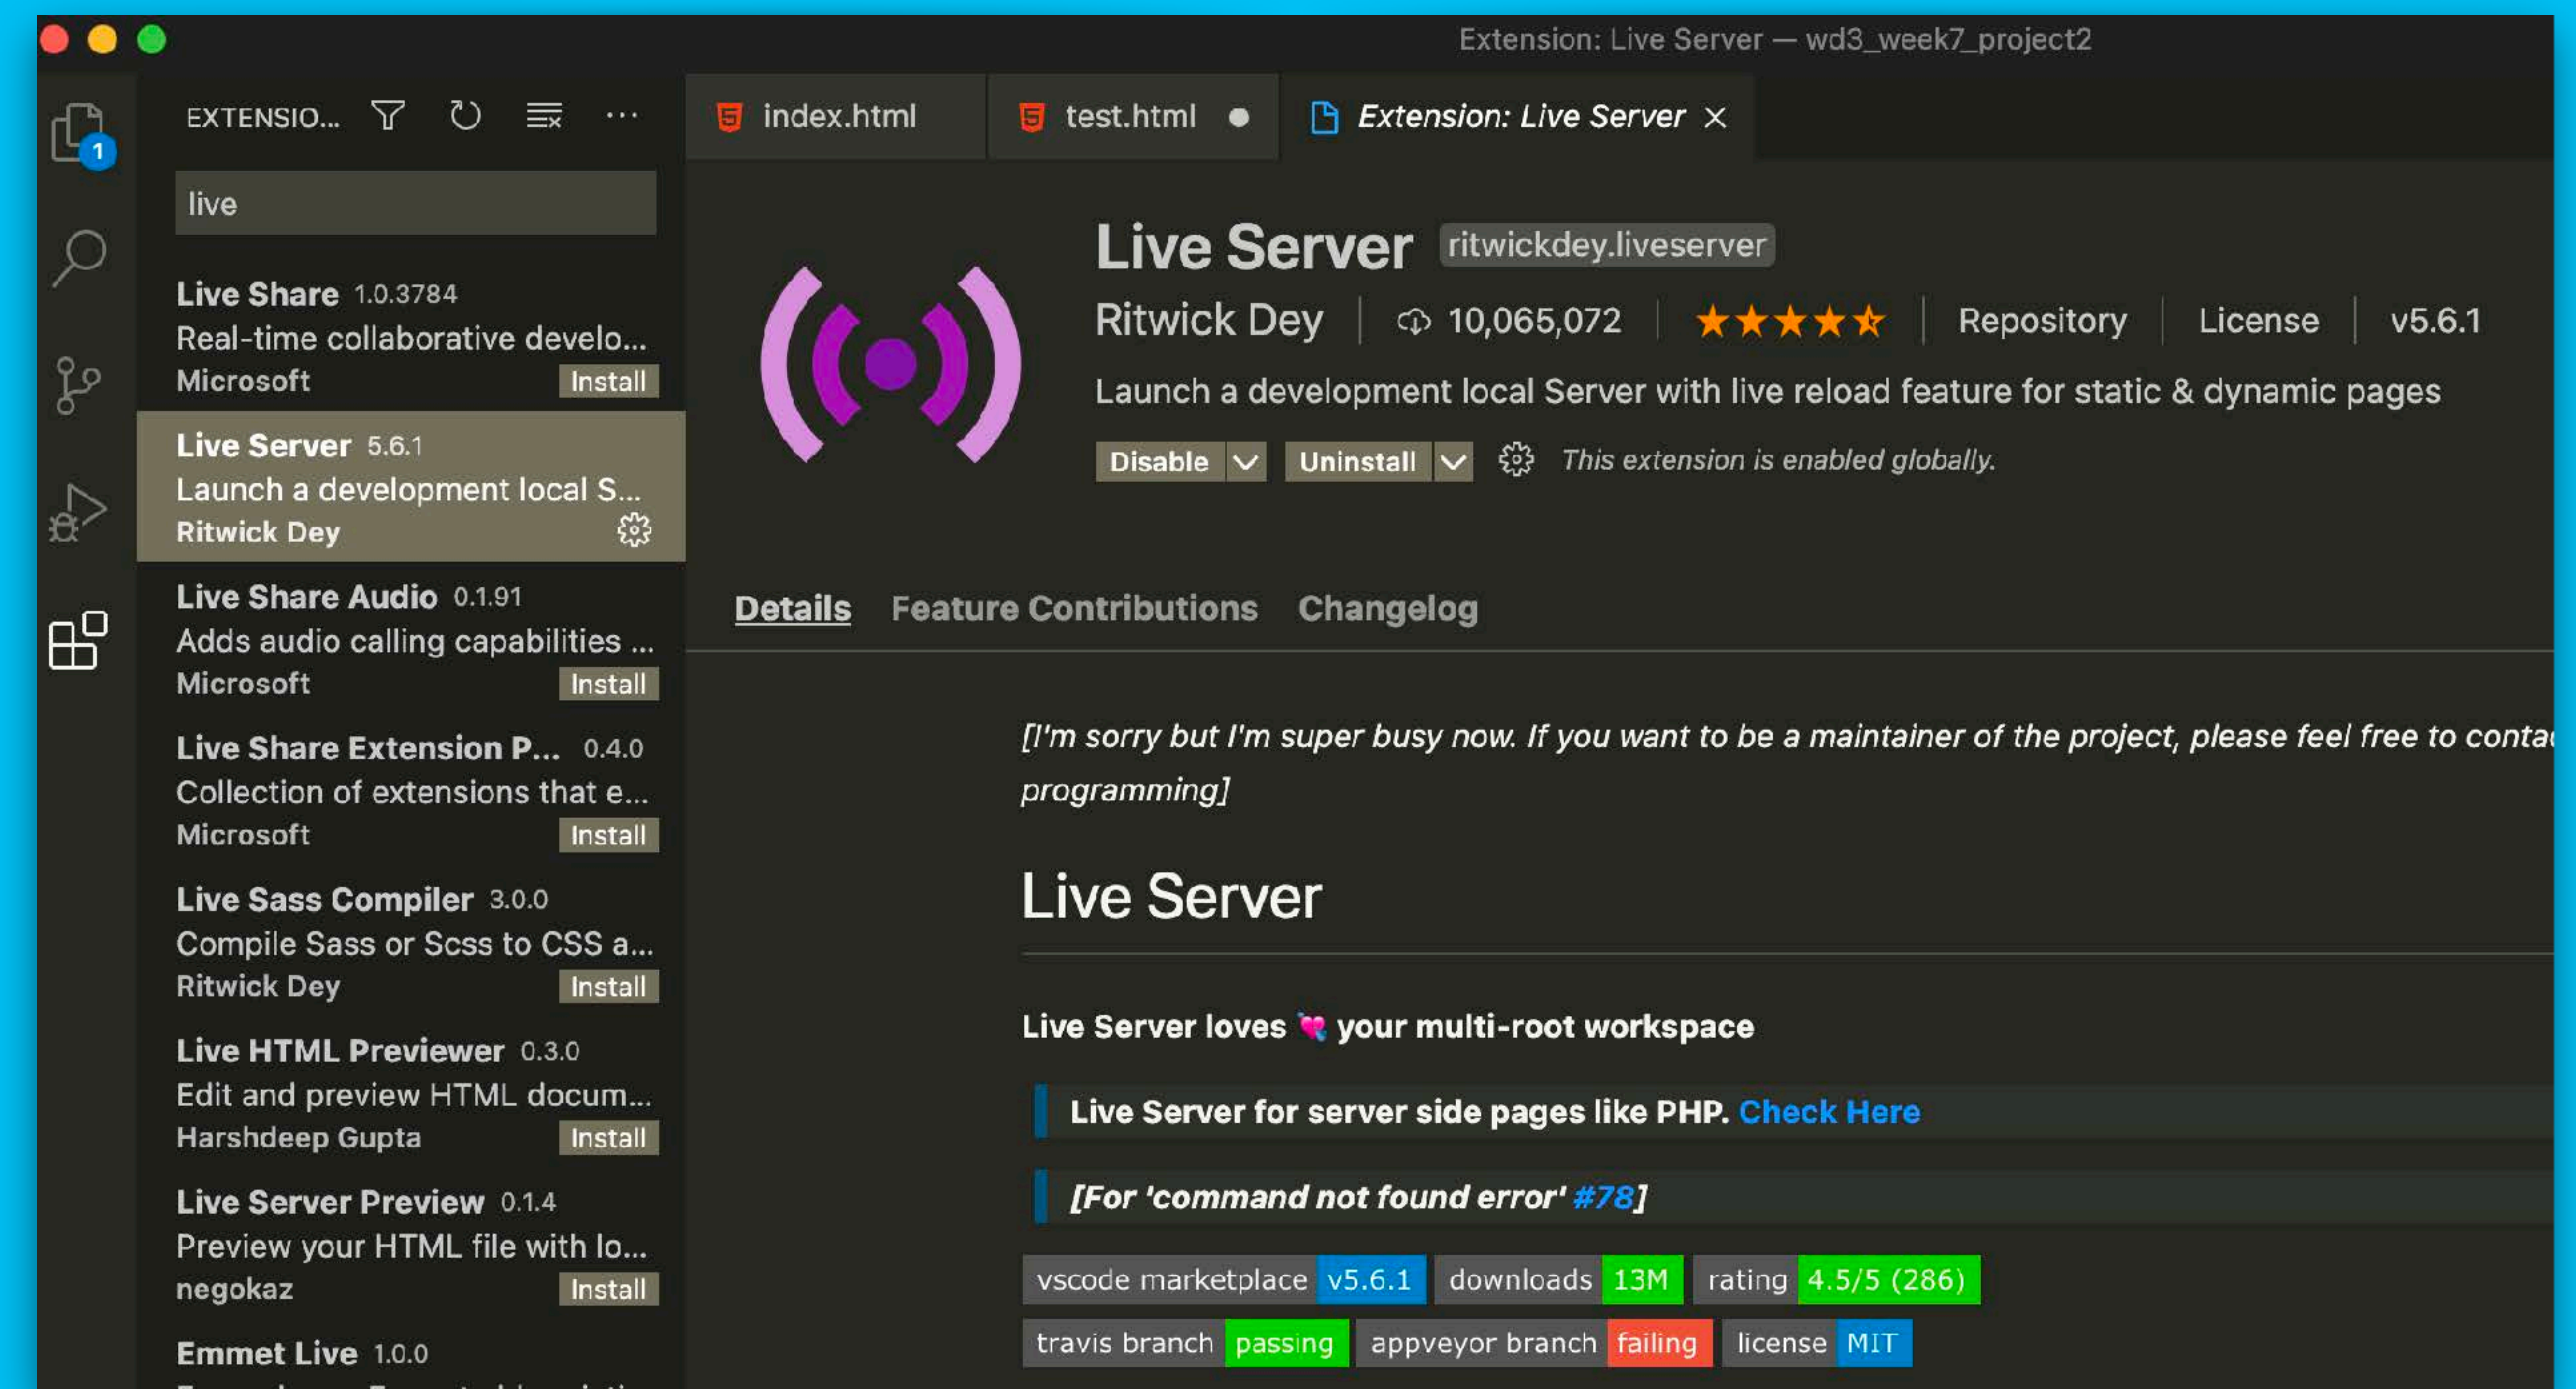 Extension: Live Server — wd3_week7_project2
EXTENSIO... ...
1
index.html
test.html
Extension: Live Server
live
Live Share 1.0.3784
Real-time collaborative develo...
Microsoft Install
Live Server 5.6.1
Launch a development local S...
Ritwick Dey
Live Share Audio 0.1.91
Adds audio calling capabilities ...
Microsoft Install
Live Share Extension P... 0.4.0
Collection of extensions that e...
Microsoft Install
Live Sass Compiler 3.0.0
Compile Sass or Scss to CSS a...
Ritwick Dey Install
Live HTML Previewer 0.3.0
Edit and preview HTML docum...
Harshdeep Gupta Install
Live Server Preview 0.1.4
Preview your HTML file with lo...
negokaz Install
Emmet Live 1.0.0
Live Server ritwickdey.liveserver
Ritwick Dey 10,065,072 Repository License v5.6.1
Launch a development local Server with live reload feature for static & dynamic pages
Disable Uninstall This extension is enabled globally.
Details Feature Contributions Changelog
[I'm sorry but I'm super busy now. If you want to be a maintainer of the project, please feel free to
programming]
Live Server
Live Server loves 💘 your multi-root workspace
Live Server for server side pages like PHP. Check Here
[For 'command not found error' #78]
vscode marketplace v5.6.1 downloads 13M rating 4.5/5 (286)
travis branch passing appveyor branch failing license MIT